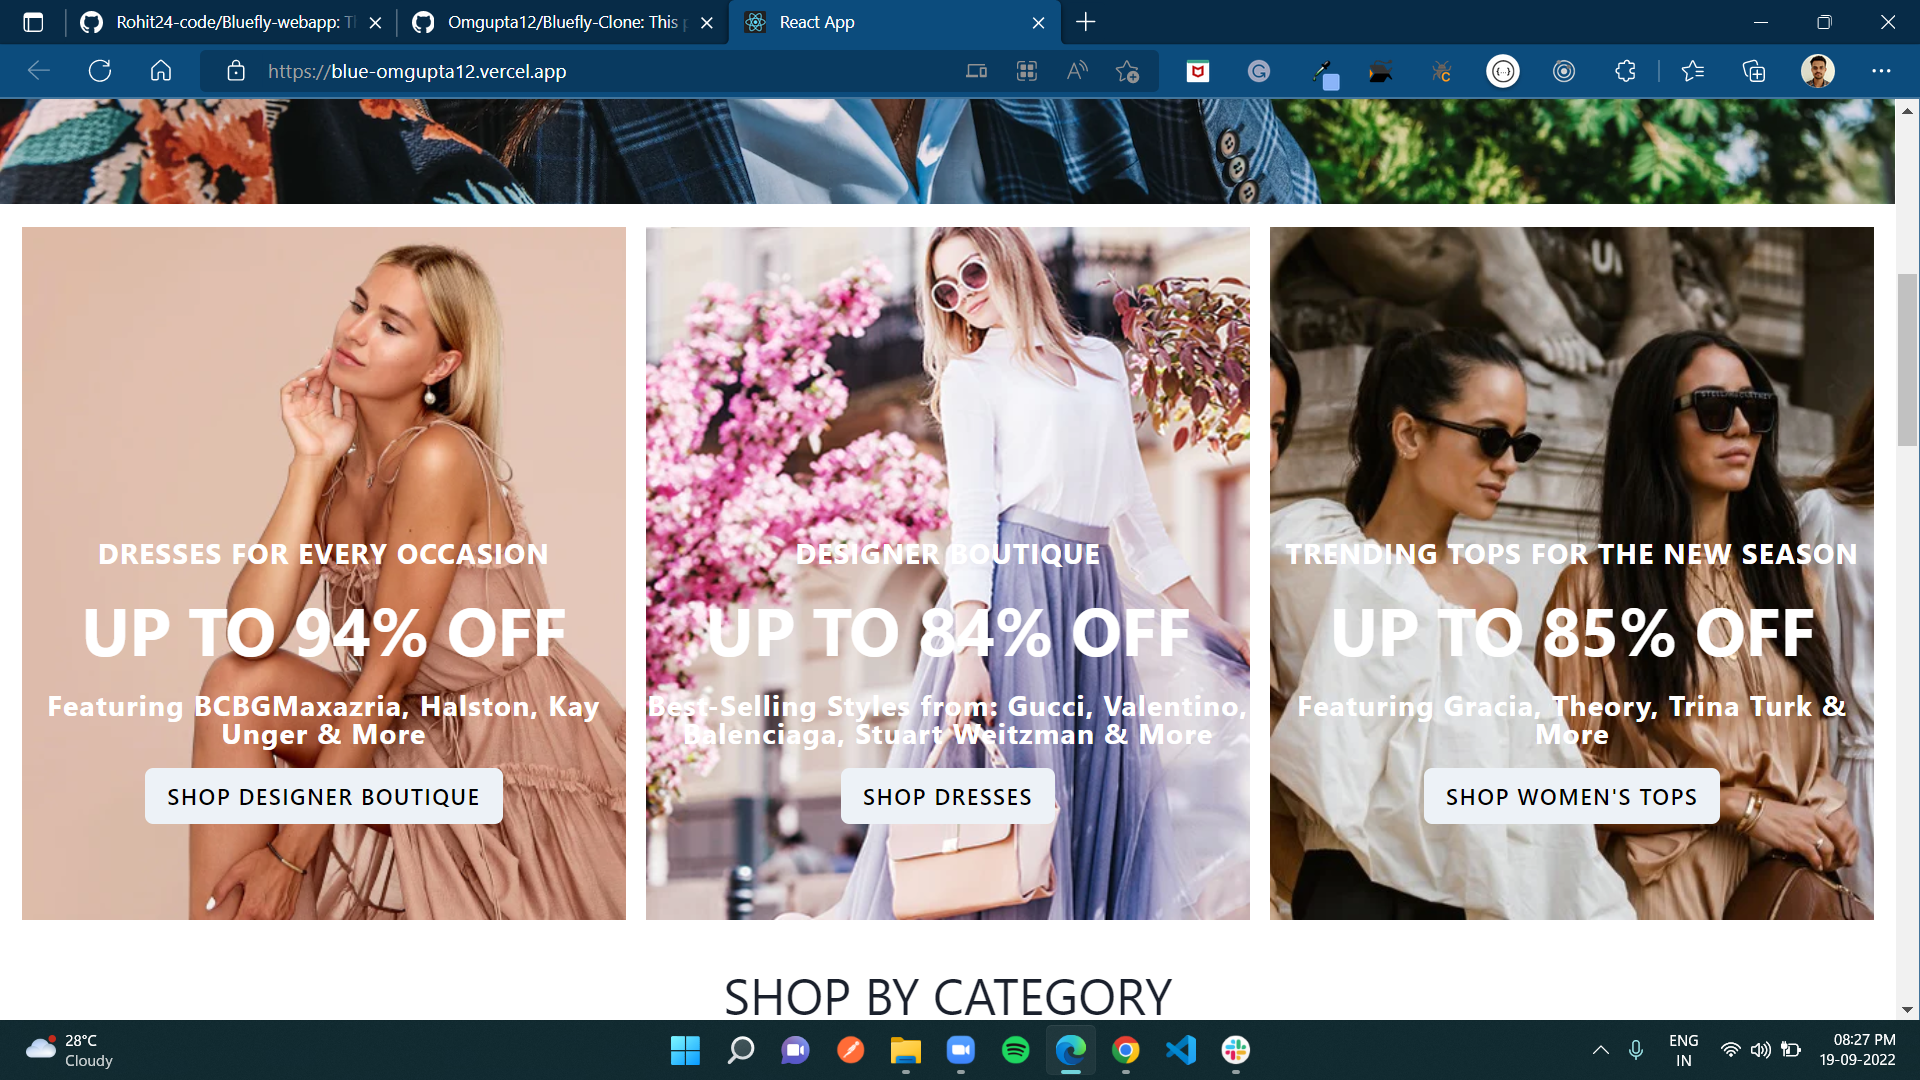 Rohit24-code/Bluefly-webapp: Th
Omgupta12/Bluefly-Clone: This p
React App
https://blue-omgupta12.vercel.app
DRESSES FOR EVERY OCCASION
UP TO 94% OFF
Featuring BCBGMaxazria, Halston, Kay
Unger & More
SHOP DESIGNER BOUTIQUE
DESIGNER BOUTIQUE
UP TO 84% OFF
Best-Selling Styles from: Gucci, Valentino,
Balenciaga, Stuart Weitzman & More
SHOP DRESSES
TRENDING TOPS FOR THE NEW SEASON
UP TO 85% OFF
Featuring Gracia, Theory, Trina Turk &
More
SHOP WOMEN'S TOPS
SHOP BY CATEGORY
28°C
Cloudy
ENG
IN
08:27 PM
19-09-2022